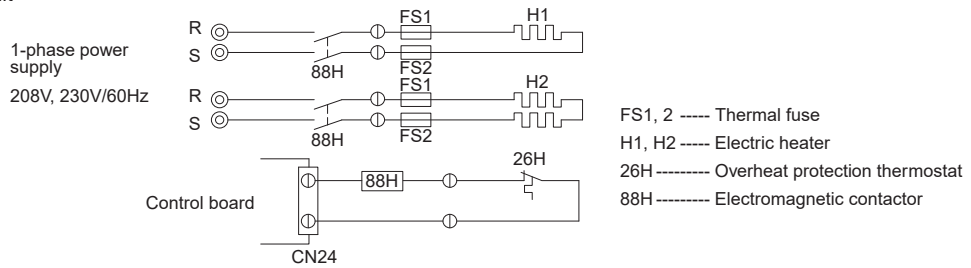 FS1 H1
R
S
1-phase power
supply
88H
FS2
208V, 230V/60Hz
FS1 H2
R
S
88H
FS2
FS1, 2 ----- Thermal fuse
H1, H2 ----- Electric heater
26H --------- Overheat protection thermostat
88H --------- Electromagnetic contactor
26H
88H
Control board
CN24